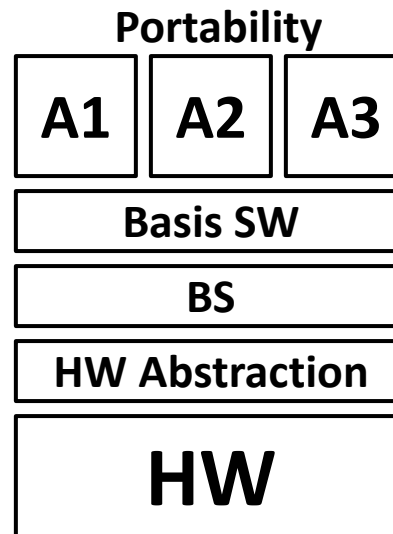 Portability
A1 A2 A3
Basis SW
BS
HW Abstraction
HW